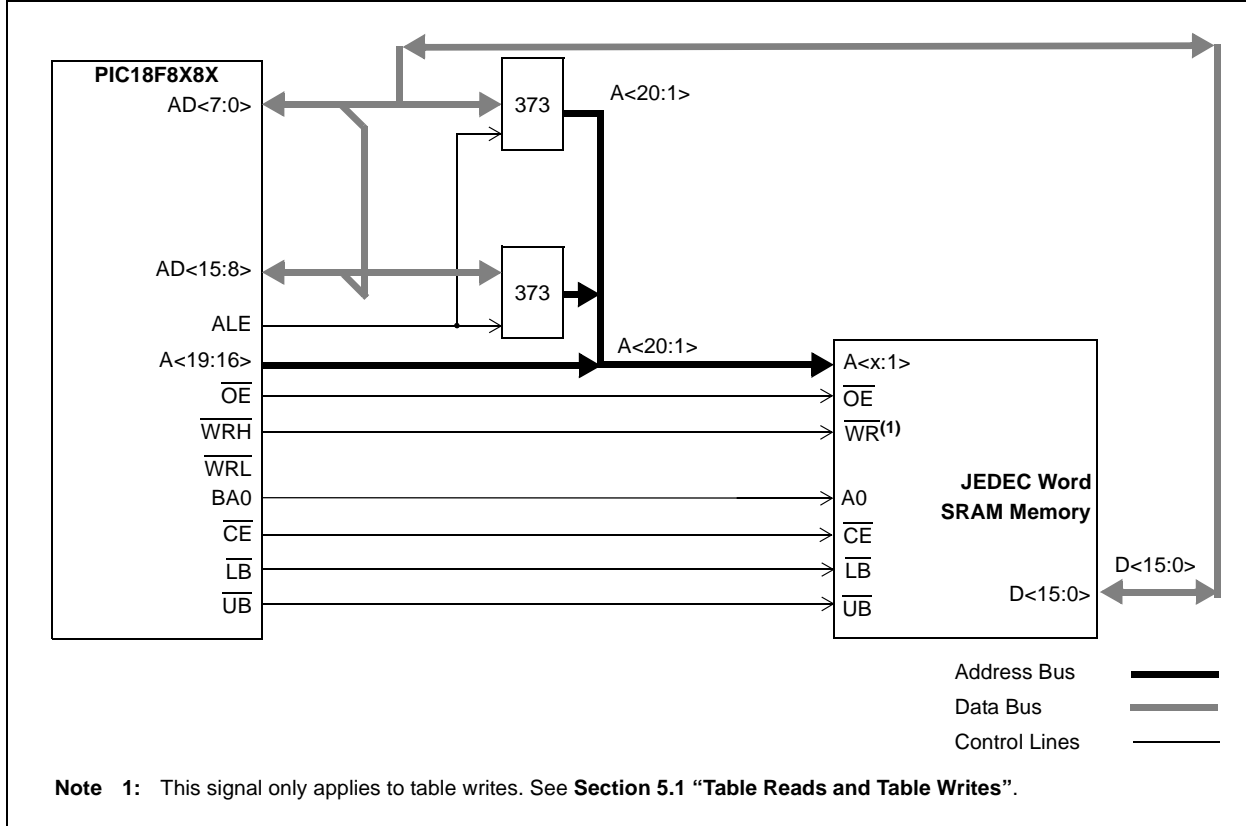 PIC18F8X8X
AD<7:0>
373
A<20:1>
AD<15:8>
373
ALE
A<20:1>
A<19:16>
A<x:1>
OE
OE
WRH
WR(1)
WRL
JEDEC Word
SRAM Memory
BA0
A0
CE
CE
LB
LB
D<15:0>
D<15:0>
UB
UB
Address Bus
Data Bus
Control Lines
Note 1: This signal only applies to table writes. See Section 5.1 “Table Reads and Table Writes”.